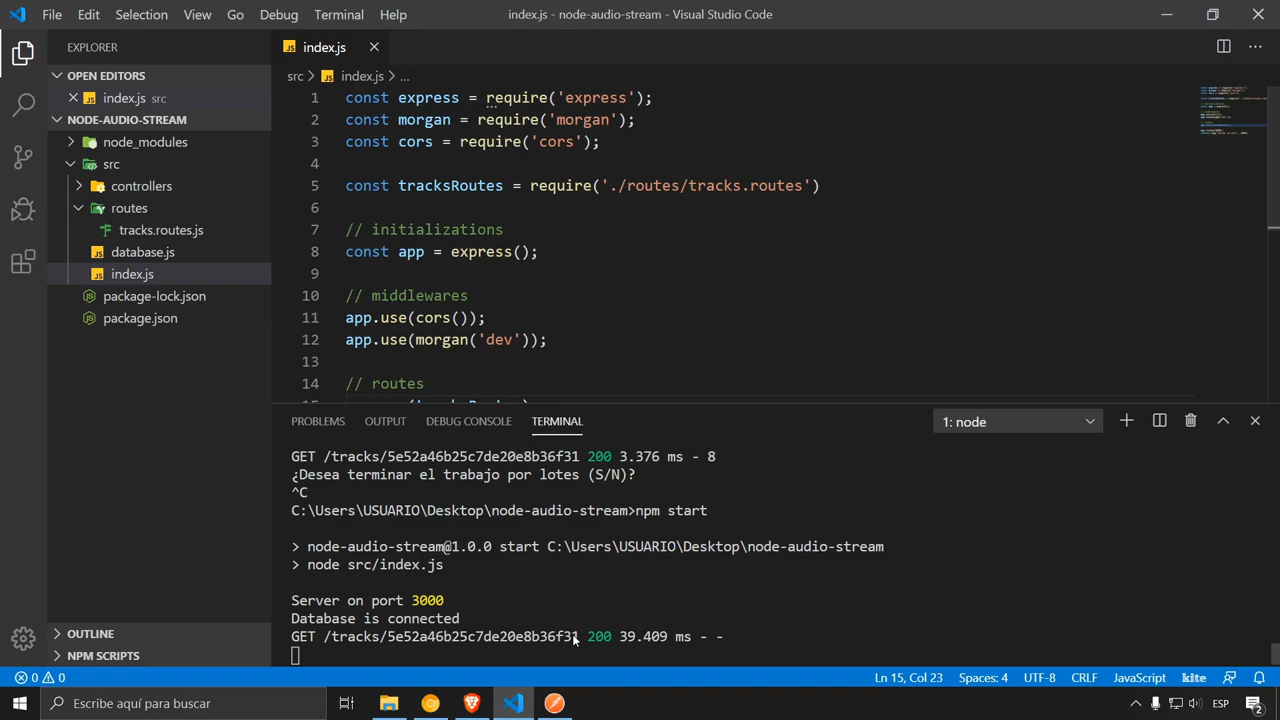 File Edit Selection View Go Debug Terminal Help
index.js - node-audio-stream - Visual Studio Code
EXPLORER
OPEN EDITORS
index.js src
NODE-AUDIO-STREAM
node_modules
src
controllers
routes
tracks.routes.js
database.js
index.js
package-lock.json
package.json
OUTLINE
NPM SCRIPTS
index.js
src > index.js > ...
1 const express = require('express');
2 const morgan = require('morgan');
3 const cors = require('cors');
4
5 const tracksRoutes = require('./routes/tracks.routes')
6
7 // initializations
8 const app = express();
9
10 // middlewares
11 app.use(cors());
12 app.use(morgan('dev'));
13
14 // routes
PROBLEMS OUTPUT DEBUG CONSOLE TERMINAL
1: node
GET /tracks/5e52a46b25c7de20e8b36f31 200 3.376 ms - 8
¿Desea terminar el trabajo por lotes (S/N)?
^C
C:\Users\USUARIO\Desktop\node-audio-stream>npm start
> node-audio-stream@1.0.0 start C:\Users\USUARIO\Desktop\node-audio-stream
> node src/index.js
Server on port 3000
Database is connected
GET /tracks/5e52a46b25c7de20e8b36f31 200 39.409 ms - -
0 0
Ln 15, Col 23 Spaces: 4 UTF-8 CRLF JavaScript kite
Escribe aquí para buscar
ESP
2